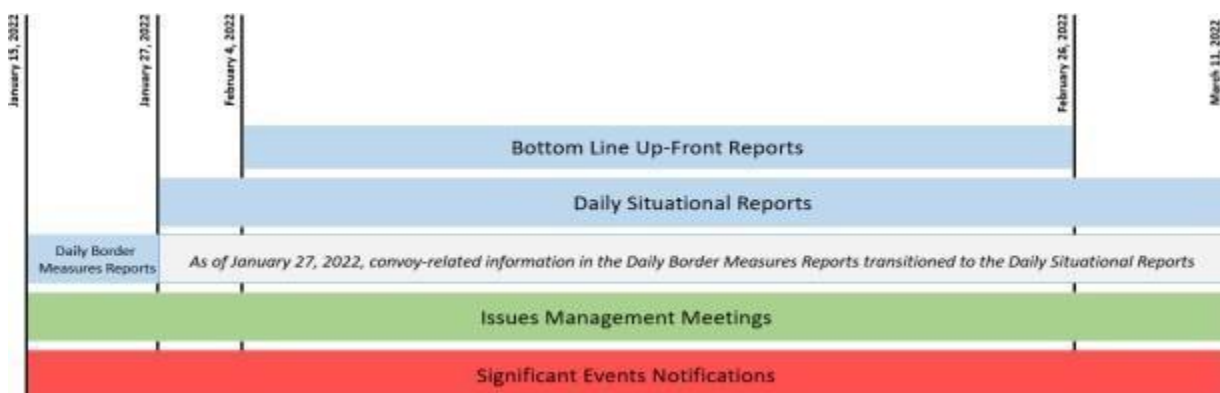 January 15, 2022
January 27, 2022
February 4, 2022
February 26, 2022
March 11, 2022
Bottom Line Up-Front Reports
Daily Situational Reports
Daily Border
Measures Reports
As of January 27, 2022, convoy-related information in the Daily Border Measures Reports transitioned to the Daily Situational Reports
Issues Management Meetings
Significant Events Notifications